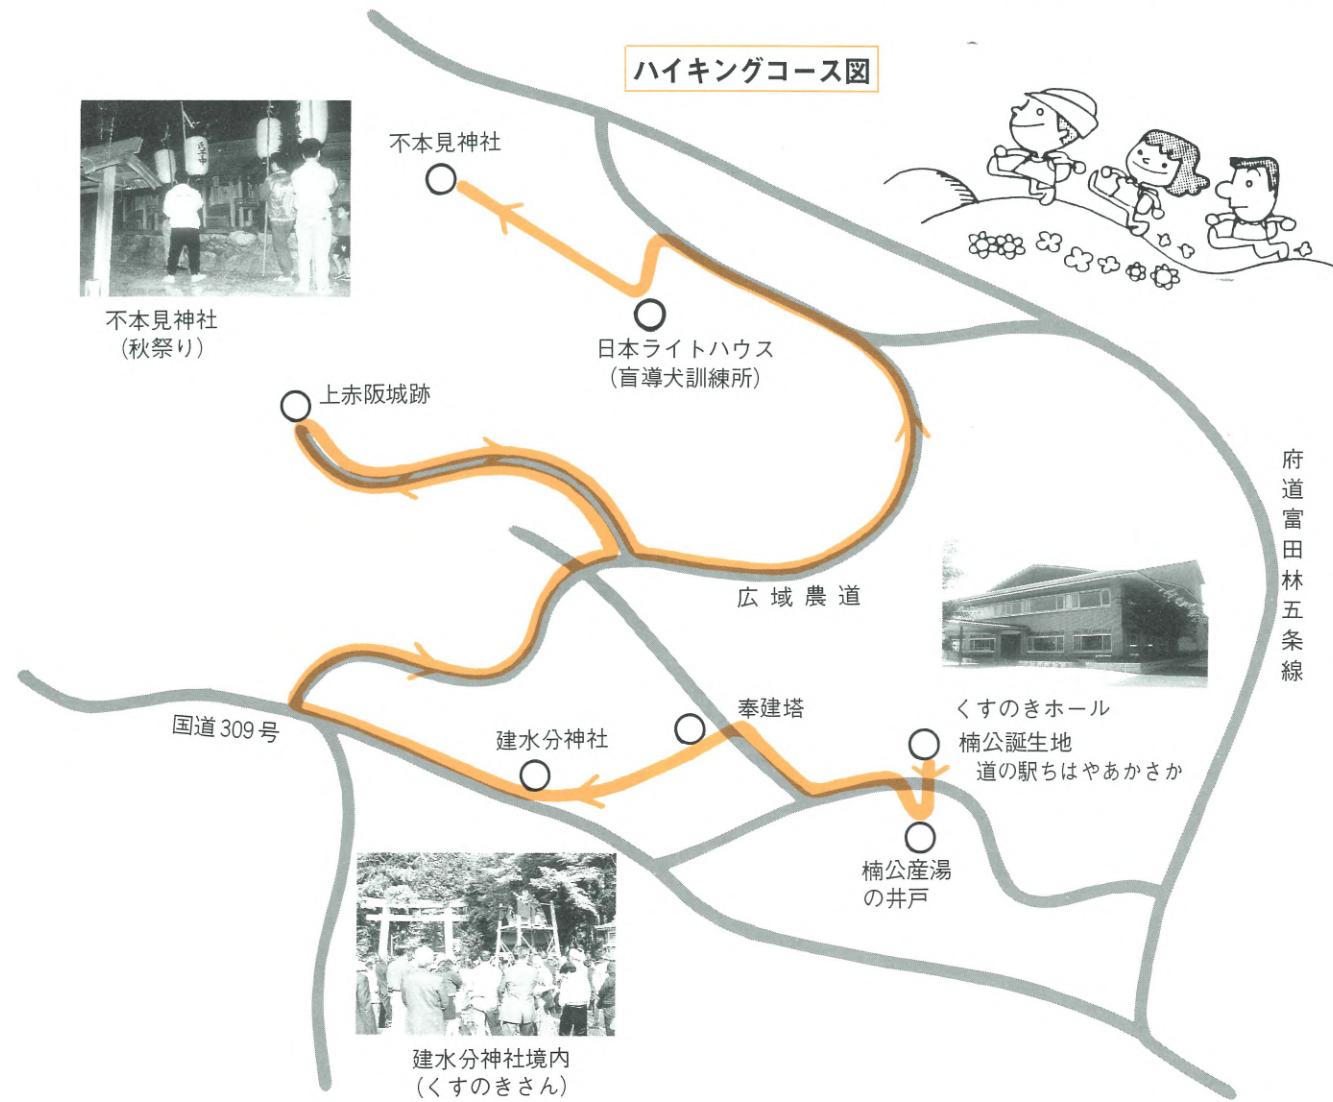 ハイキングコース図
不本見神社
不本見神社
(秋祭り)
日本ライトハウス
(盲導犬訓練所)
上赤阪城跡
府道富田林五条線
広域農道
くすのきホール
奉建塔
楠公誕生地
道の駅ちはやあかさか
国道309号
建水分神社
楠公産湯
の井戸
建水分神社境内
(くすのきさん)